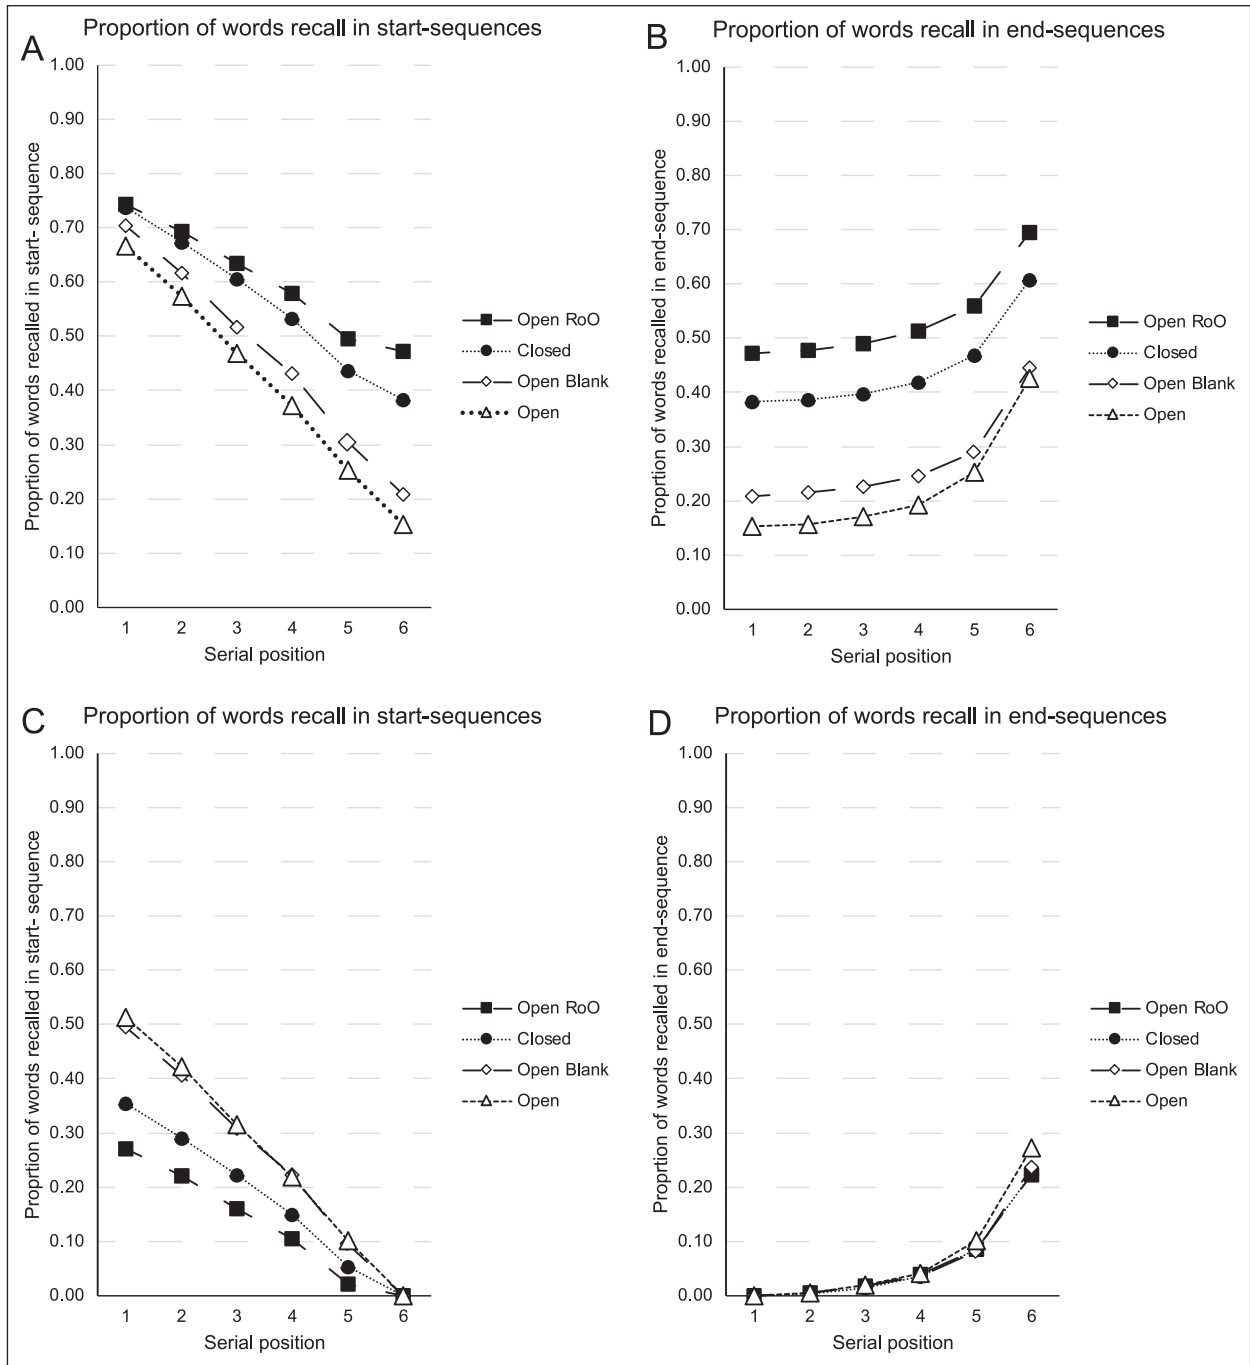 A
Proportion of words recall in start-sequences
Proprtion of words recalled in start- sequence
1.00
0.90
0.80
0.70
0.60
0.50
0.40
0.30
0.20
0.10
0.00
1 2 3 4 5 6
Serial position
Open RoO
Closed
Open Blank
Open
B
Proportion of words recall in end-sequences
Proprtion of words recalled in end-sequence
1.00
0.90
0.80
0.70
0.60
0.50
0.40
0.30
0.20
0.10
0.00
1 2 3 4 5 6
Serial position
Open RoO
Closed
Open Blank
Open
C
Proportion of words recall in start-sequences
Proprtion of words recalled in start- sequence
1.00
0.90
0.80
0.70
0.60
0.50
0.40
0.30
0.20
0.10
0.00
1 2 3 4 5 6
Serial position
Open RoO
Closed
Open Blank
Open
D
Proportion of words recall in end-sequences
Proprtion of words recalled in end-sequence
1.00
0.90
0.80
0.70
0.60
0.50
0.40
0.30
0.20
0.10
0.00
1 2 3 4 5 6
Serial position
Open RoO
Closed
Open Blank
Open